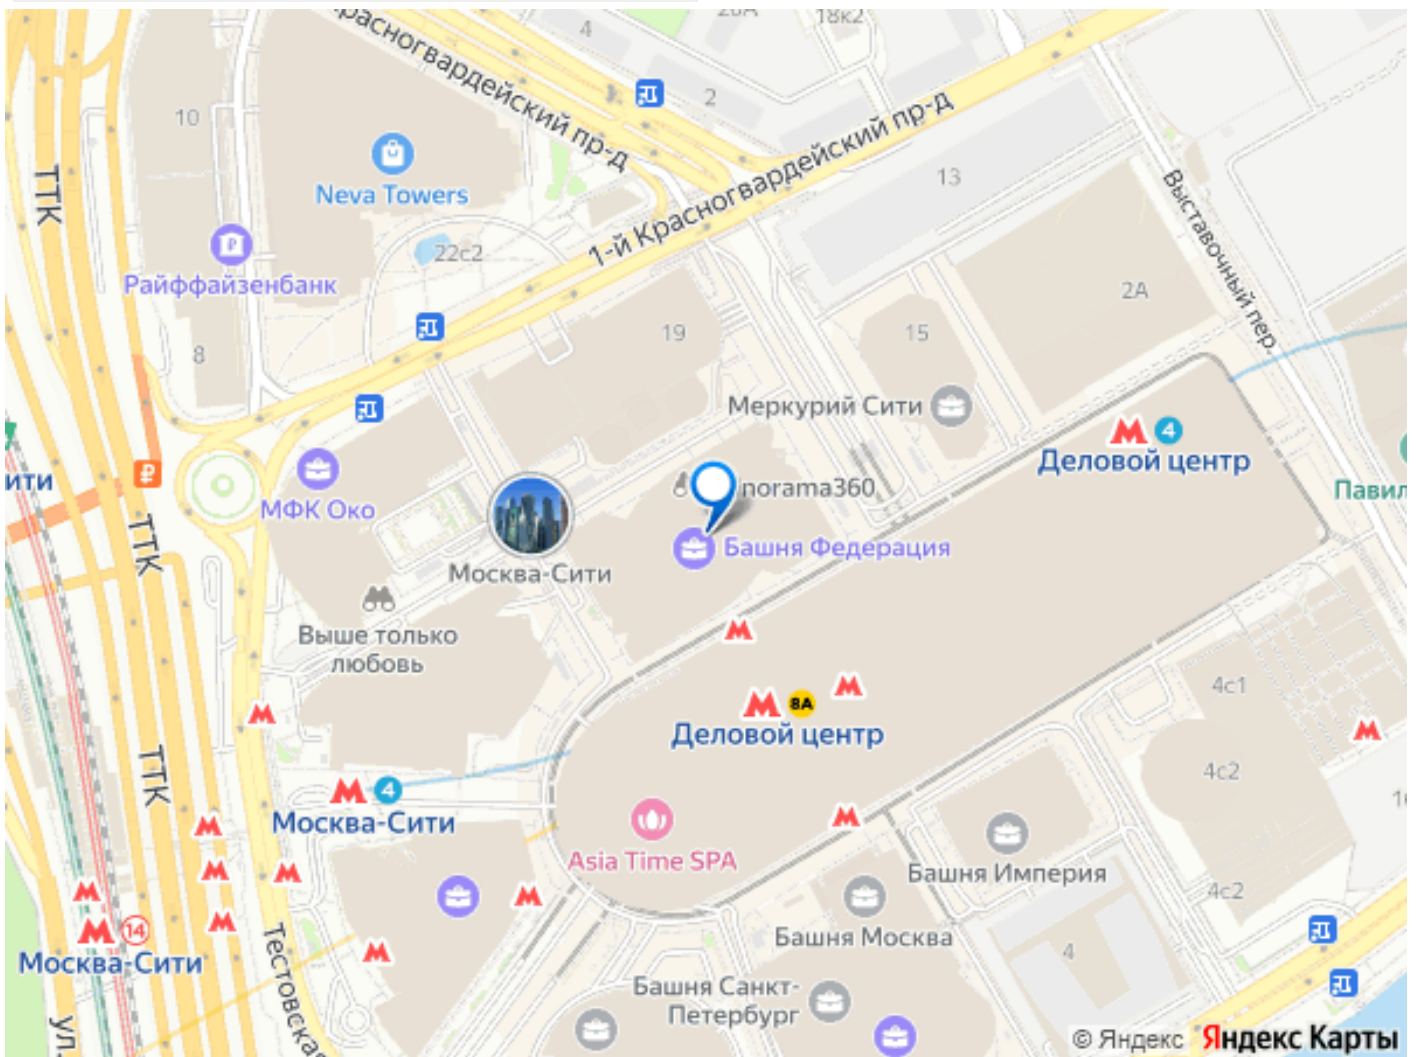 4
2
18к2
Красногвардейский пр-д
1-й Красногвардейский пр-д
10
Neva Towers
ТТК
13
Выставочный пер.
22с2
Райффайзенбанк
2А
19
15
8
Меркурий Сити
4
Деловой центр
₽
МФК Око
norama360
Башня Федерация
Москва-Сити
ТТК
Выше только
любовь
4с1
8А
Деловой центр
4с2
ТТК
4
Москва-Сити
Asia Time SPA
Башня Империя
4с2
14
Москва-Сити
Тестовская
Башня Москва
4
Башня Санкт-
Петербург
ул.
© Яндекс Яндекс Карты